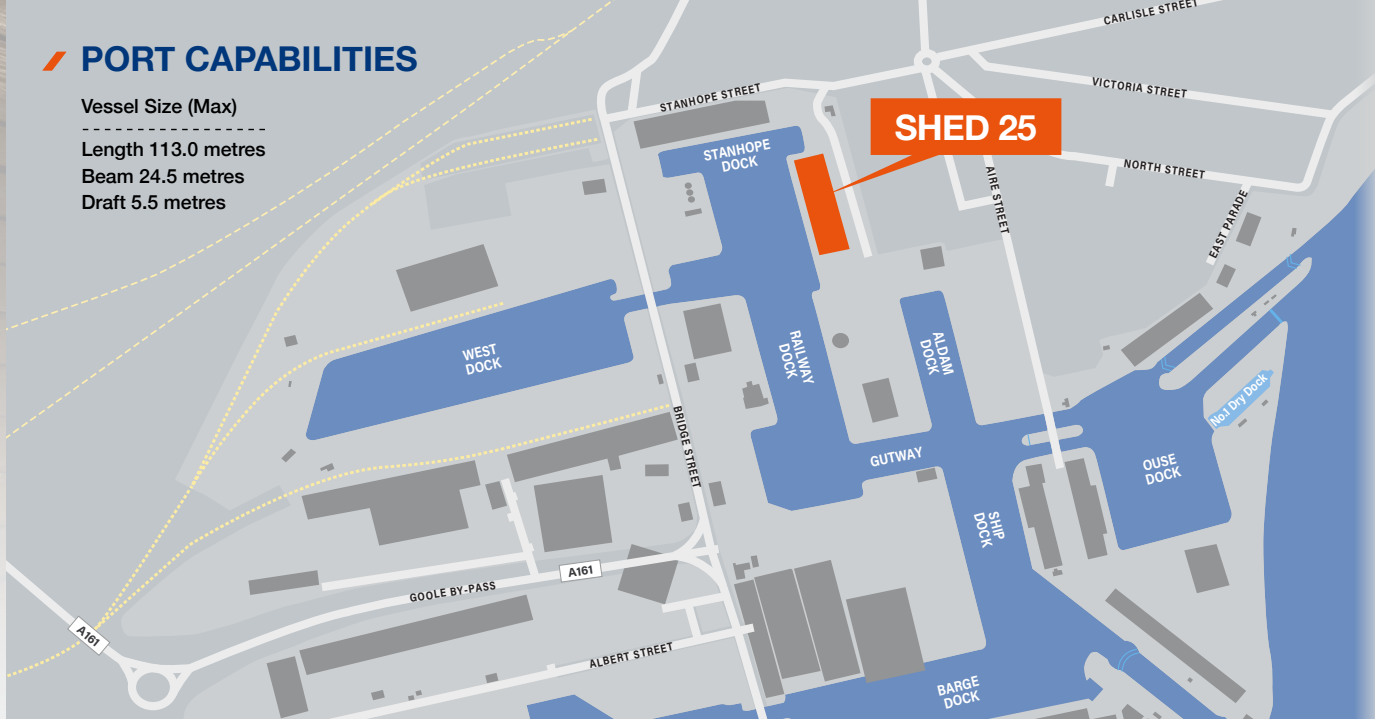 PORT CAPABILITIES
Vessel Size (Max)
Length 113.0 metres
Beam 24.5 metres
Draft 5.5 metres
CARLISLE STREET
STANHOPE STREET
VICTORIA STREET
SHED 25
STANHOPE
DOCK
NORTH STREET
AIRE STREET
EAST PARADE
WEST
DOCK
RAILWAY
DOCK
ALDAM
DOCK
No.1 Dry Dock
BRIDGE STREET
GUTWAY
OUSE
DOCK
SHIP
DOCK
A161
GOOLE BY-PASS
A161
ALBERT STREET
BARGE
DOCK